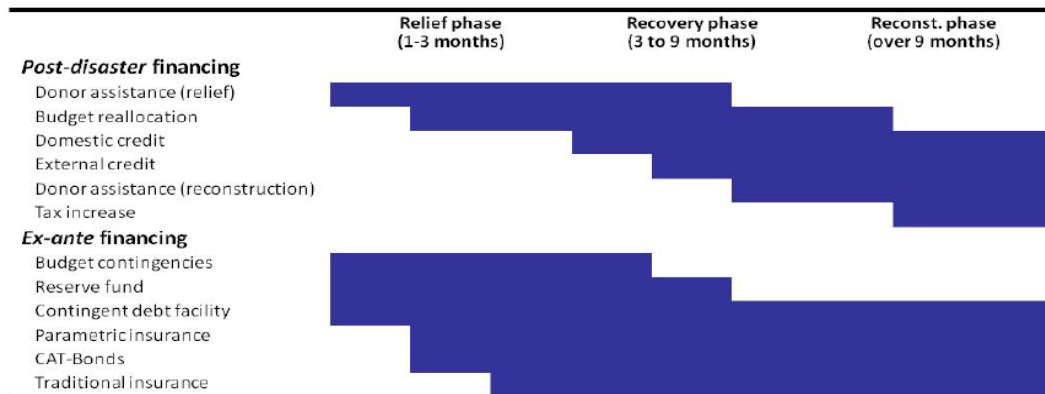 Relief phase Recovery phase Reconst. phase
(1-3 months) (3 to 9 months) (over 9 months)
Post-disaster financing
Donor assistance (relief)
Budget reallocation
Domestic credit
External credit
Donor assistance (reconstruction)
Tax increase
Ex-ante financing
Budget contingencies
Reserve fund
Contingent debt facility
Parametric insurance
CAT-Bonds
Traditional insurance